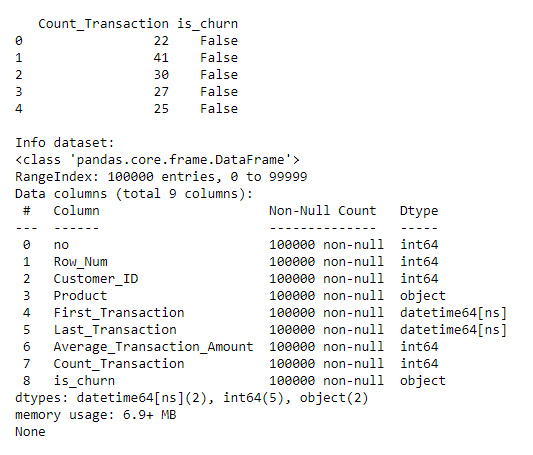 Count_Transaction is_churn
0                 22    False
1                 41    False
2                 30    False
3                 27    False
4                 25    False

Info dataset:
<class 'pandas.core.frame.DataFrame'>
RangeIndex: 100000 entries, 0 to 99999
Data columns (total 9 columns):
 #   Column                      Non-Null Count   Dtype
---  ------                      --------------   -----
 0   no                          100000 non-null  int64
 1   Row_Num                     100000 non-null  int64
 2   Customer_ID                 100000 non-null  int64
 3   Product                     100000 non-null  object
 4   First_Transaction           100000 non-null  datetime64[ns]
 5   Last_Transaction            100000 non-null  datetime64[ns]
 6   Average_Transaction_Amount  100000 non-null  int64
 7   Count_Transaction           100000 non-null  int64
 8   is_churn                    100000 non-null  object
dtypes: datetime64[ns](2), int64(5), object(2)
memory usage: 6.9+ MB
None